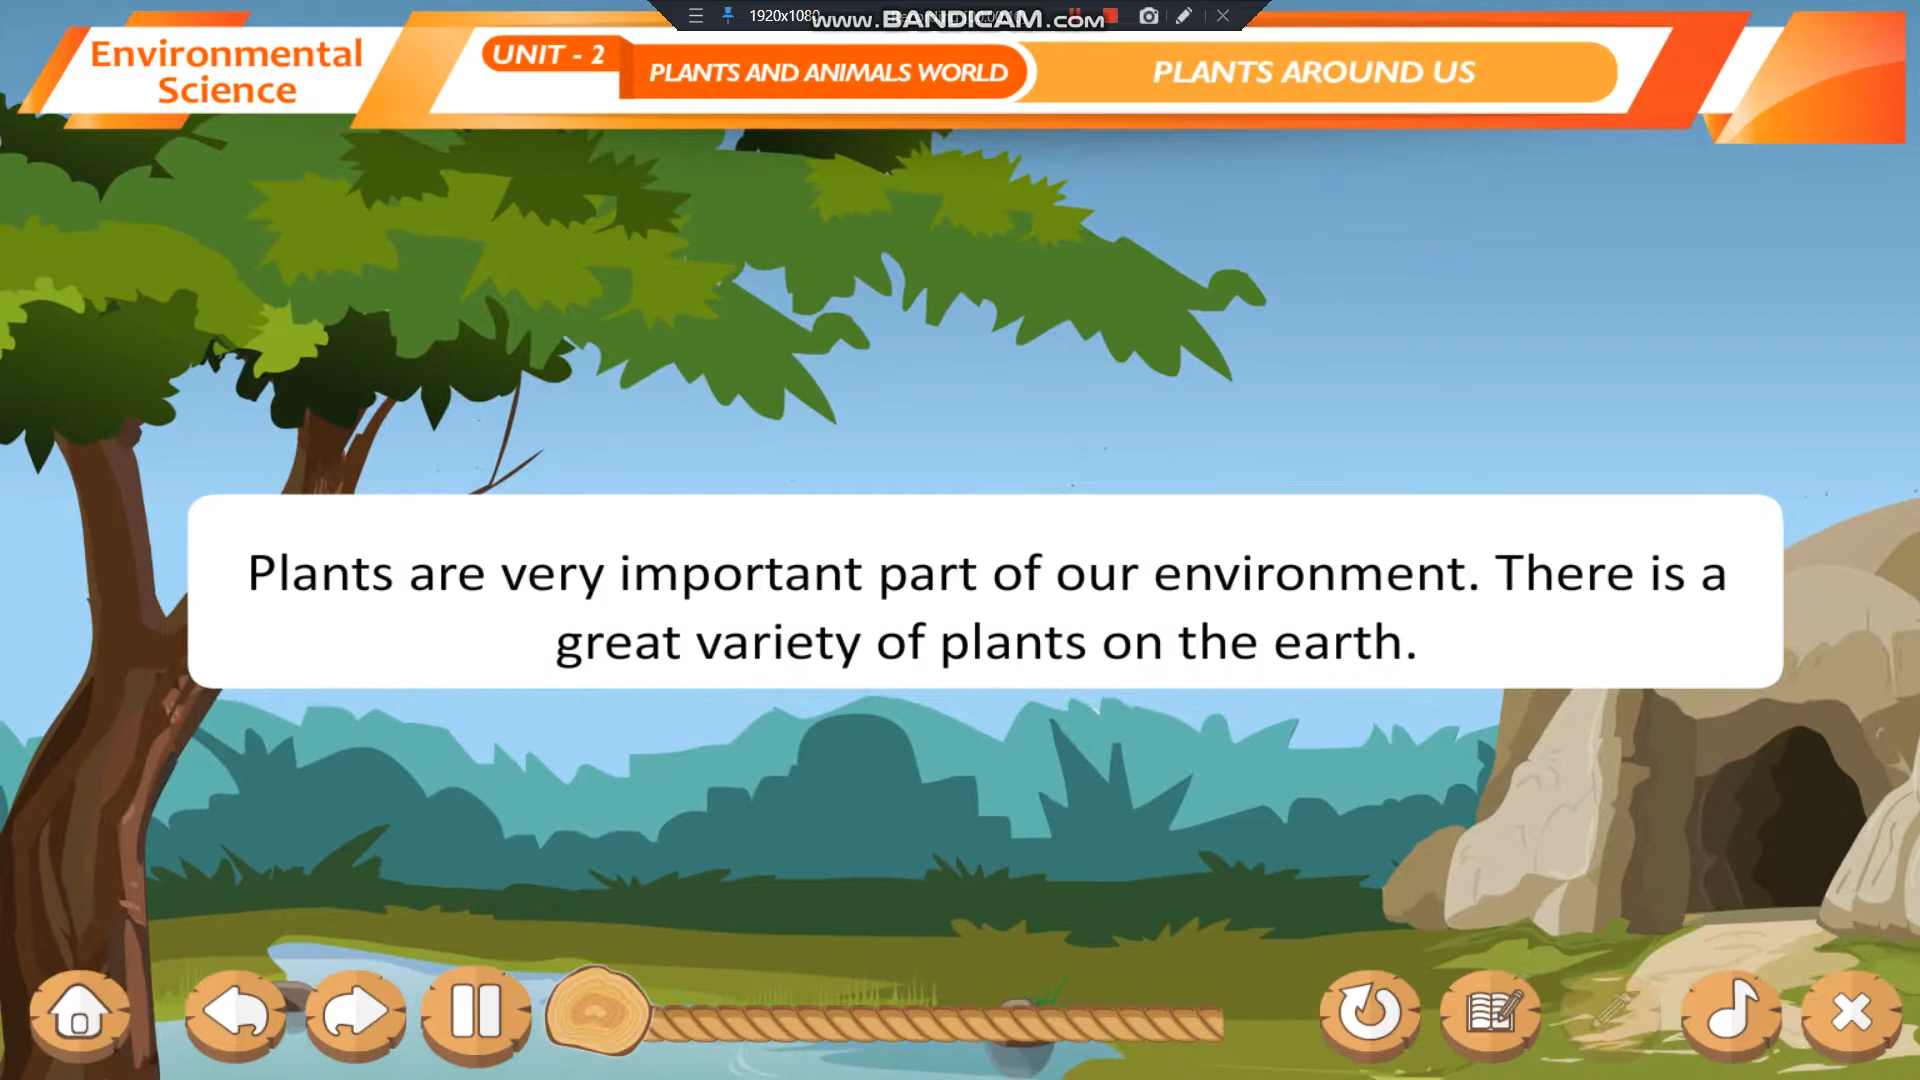 1920x1080
www.BANDICAM.com
Environmental
Science
UNIT - 2
PLANTS AND ANIMALS WORLD
PLANTS AROUND US
Plants are very important part of our environment. There is a
great variety of plants on the earth.